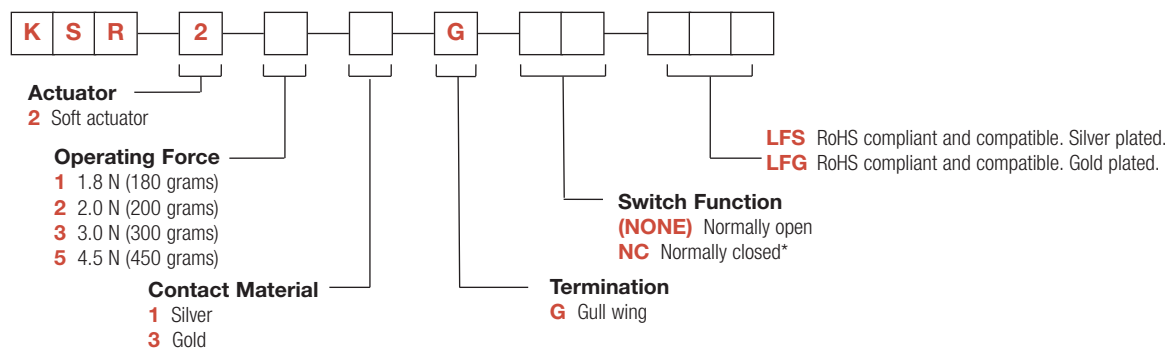 K S R 2 G
Actuator
2 Soft actuator
Operating Force
1 1.8 N (180 grams)
2 2.0 N (200 grams)
3 3.0 N (300 grams)
5 4.5 N (450 grams)
Contact Material
1 Silver
3 Gold
Termination
G Gull wing
Switch Function
(NONE) Normally open
NC Normally closed*
LFS RoHS compliant and compatible. Silver plated.
LFG RoHS compliant and compatible. Gold plated.